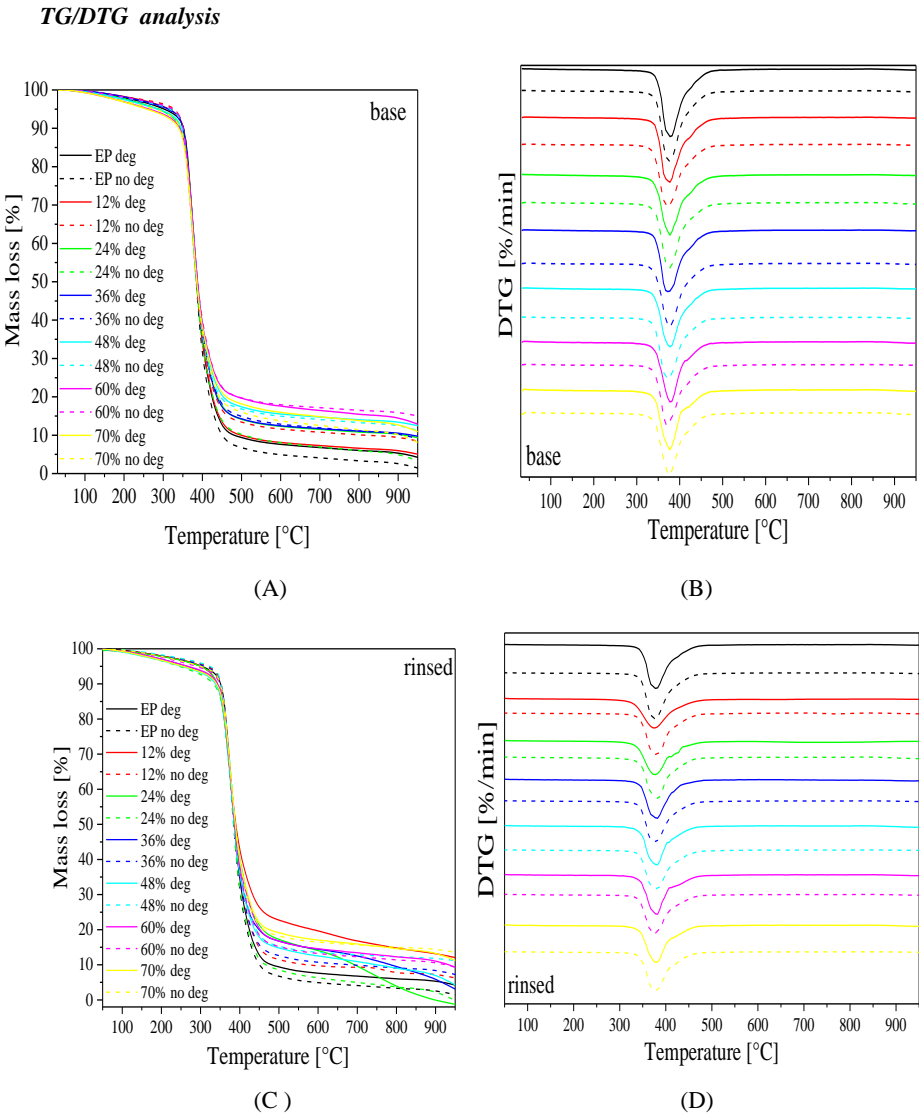 TG/DTG analysis
100
90
80
70
60
50
40
30
20
10
0
Mass loss [%]
base
EP deg
EP no deg
12% deg
12% no deg
24% deg
24% no deg
36% deg
36% no deg
48% deg
48% no deg
60% deg
60% no deg
70% deg
70% no deg
100 200 300 400 500 600 700 800 900
Temperature [°C]
(A)
DTG [%/min]
base
100 200 300 400 500 600 700 800 900
Temperature [°C]
(B)
100
90
80
70
60
50
40
30
20
10
0
Mass loss [%]
rinsed
EP deg
EP no deg
12% deg
12% no deg
24% deg
24% no deg
36% deg
36% no deg
48% deg
48% no deg
60% deg
60% no deg
70% deg
70% no deg
100 200 300 400 500 600 700 800 900
Temperature [°C]
(C )
DTG [%/min]
rinsed
100 200 300 400 500 600 700 800 900
Temperature [°C]
(D)